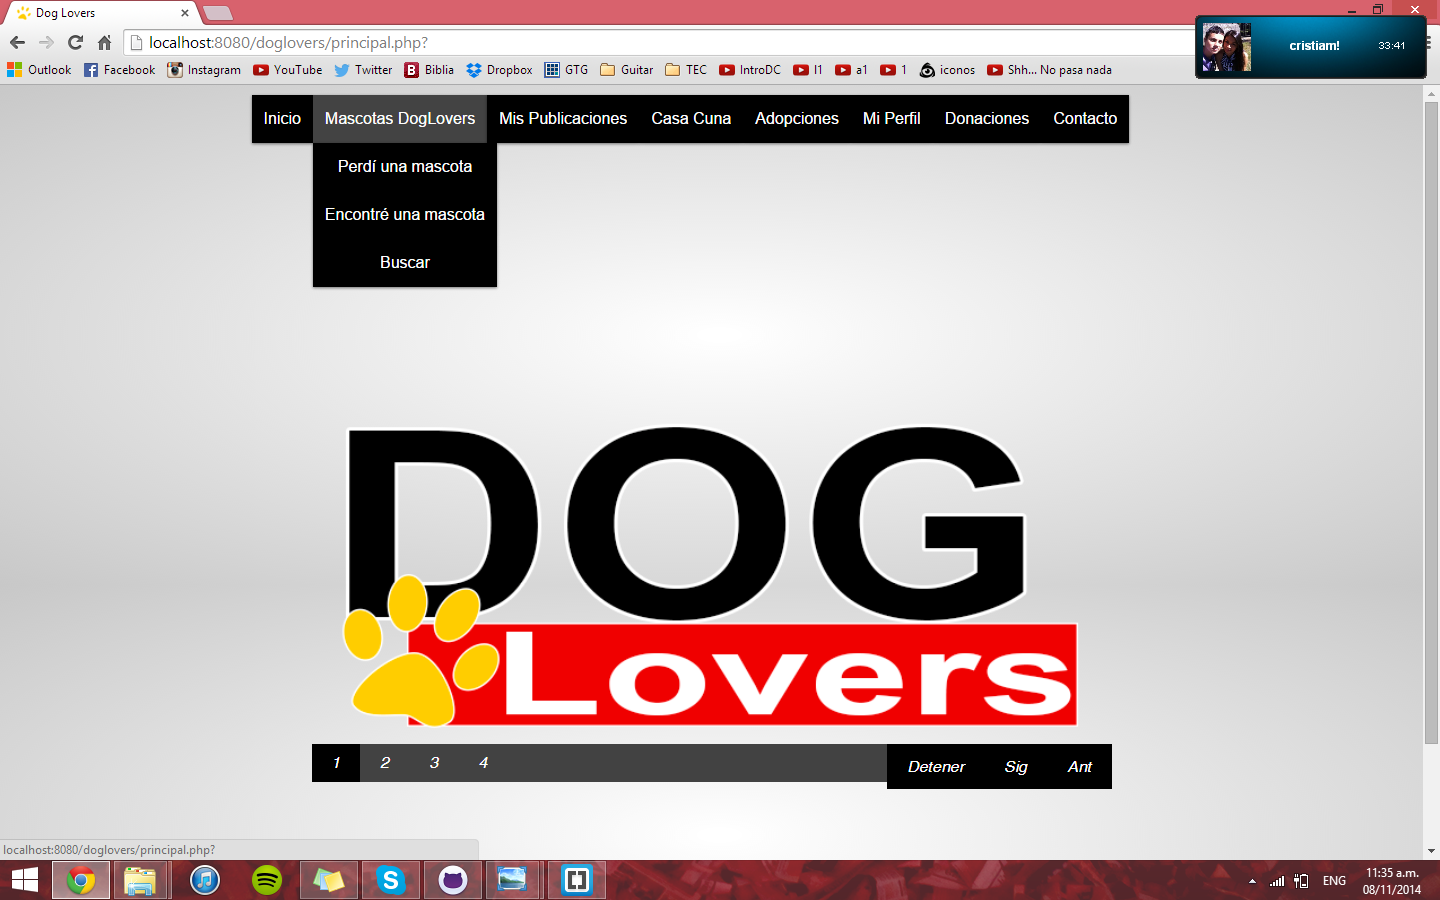 Dog Lovers
localhost:8080/doglovers/principal.php?
cristiam!
33:41
Outlook Facebook Instagram YouTube Twitter Biblia Dropbox GTG Guitar TEC IntroDC I1 a1 1 iconos Shh... No pasa nada
Inicio Mascotas DogLovers Mis Publicaciones Casa Cuna Adopciones Mi Perfil Donaciones Contacto
Perdí una mascota
Encontré una mascota
Buscar
DOG
Lovers
1 2 3 4 Detener Sig Ant
localhost:8080/doglovers/principal.php?
ENG
11:35 a.m.
08/11/2014